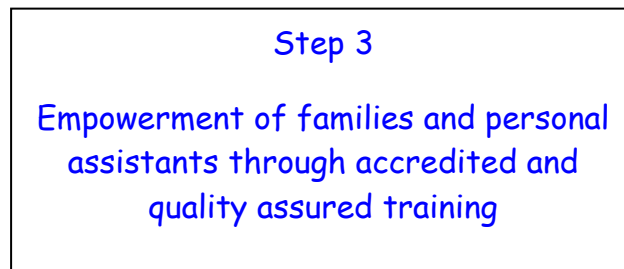 Step 3
Empowerment of families and personal
assistants through accredited and
quality assured training